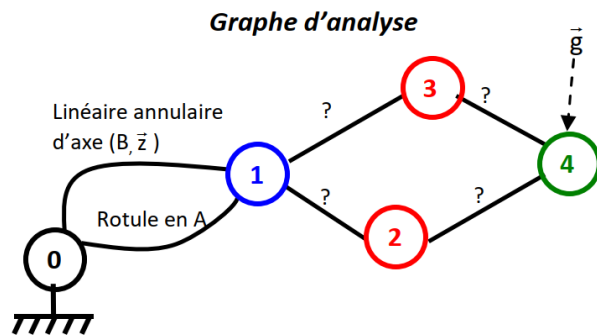 Graphe d'analyse
g
3
?
?
Linéaire annulaire
d'axe (B, z )
1
4
?
?
Rotule en A
2
0